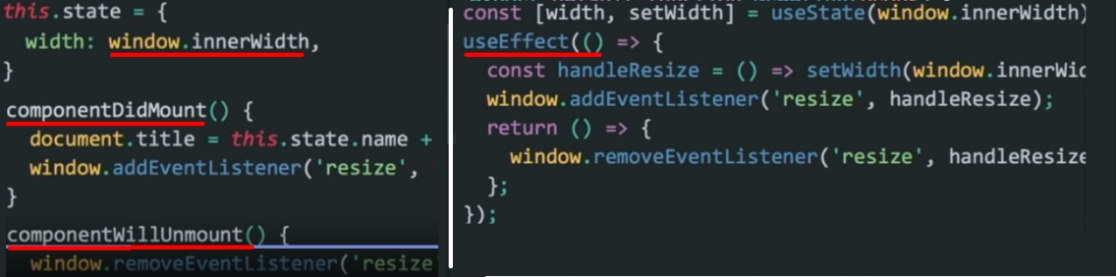 this.state = {
width: window.innerWidth,
}
componentDidMount() {
document.title = this.state.name +
window.addEventListener('resize',
}
componentWillUnmount() {
window.removeEventListener('resize'
const [width, setWidth] = useState(window.innerWidth)
useEffect(() => {
const handleResize = () => setWidth(window.innerWid
window.addEventListener('resize', handleResize);
return () => {
window.removeEventListener('resize', handleResize
};
});